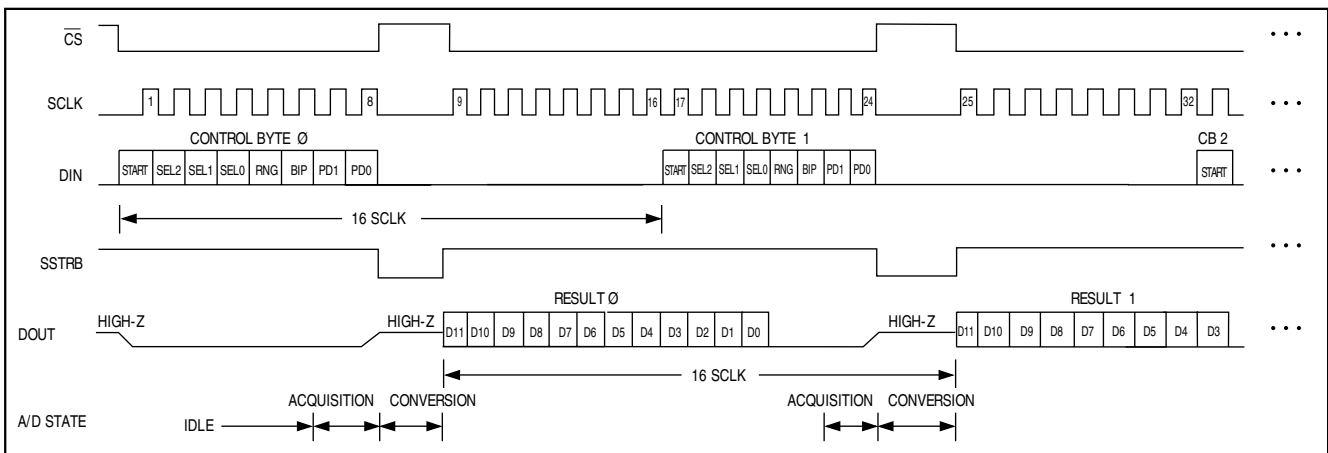 CS • • •
SCLK 1 8 9 16 17 24 25 32 • • •
CONTROL BYTE Ø CONTROL BYTE 1 CB 2
DIN START SEL2 SEL1 SEL0 RNG BIP PD1 PD0 START SEL2 SEL1 SEL0 RNG BIP PD1 PD0 START • • •
16 SCLK
SSTRB • • •
RESULT Ø RESULT 1
DOUT HIGH-Z HIGH-Z D11 D10 D9 D8 D7 D6 D5 D4 D3 D2 D1 D0 HIGH-Z D11 D10 D9 D8 D7 D6 D5 D4 D3 • • •
16 SCLK
ACQUISITION CONVERSION ACQUISITION CONVERSION
A/D STATE IDLE